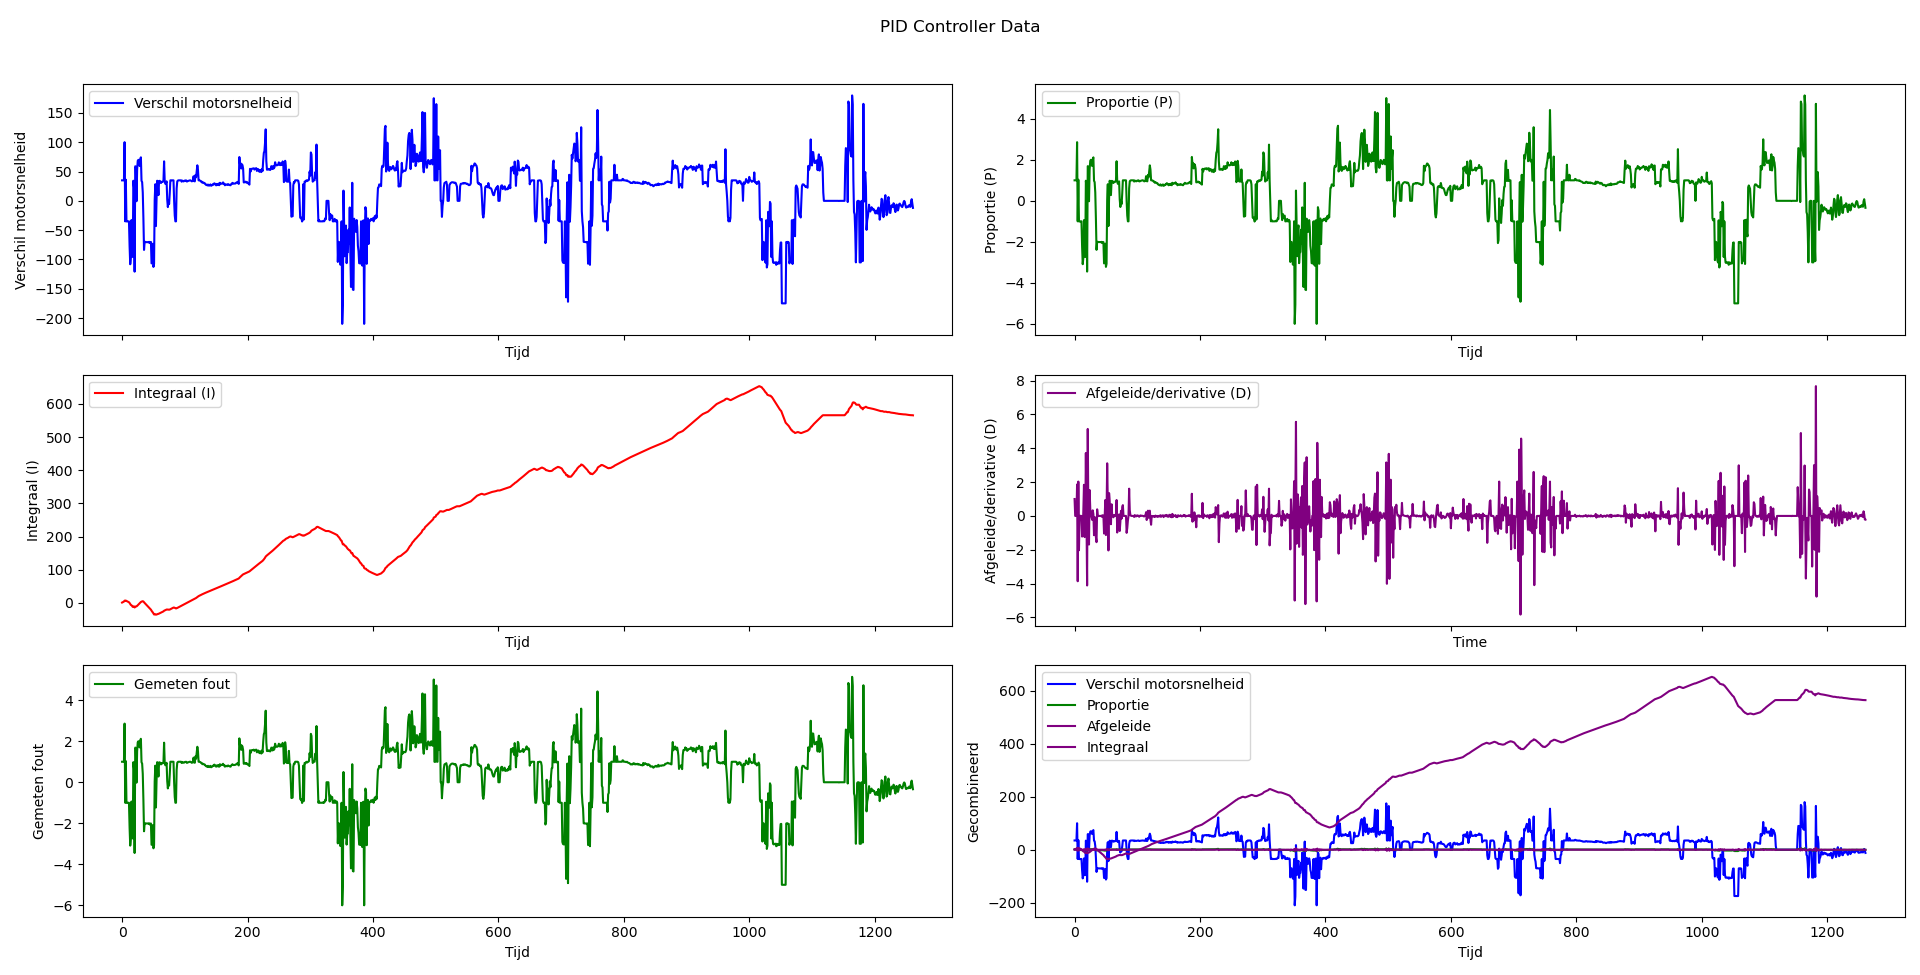 PID Controller Data
Verschil motorsnelheid
Verschil motorsnelheid
150
100
50
0
−50
−100
−150
−200
Tijd
Proportie (P)
Proportie (P)
4
2
0
−2
−4
−6
Tijd
Integraal (I)
Integraal (I)
600
500
400
300
200
100
0
Tijd
Afgeleide/derivative (D)
Afgeleide/derivative (D)
8
6
4
2
0
−2
−4
−6
Time
Gemeten fout
Gemeten fout
4
2
0
−2
−4
−6
0 200 400 600 800 1000 1200
Tijd
Verschil motorsnelheid
Proportie
Afgeleide
Integraal
Gecombineerd
600
400
200
0
−200
0 200 400 600 800 1000 1200
Tijd